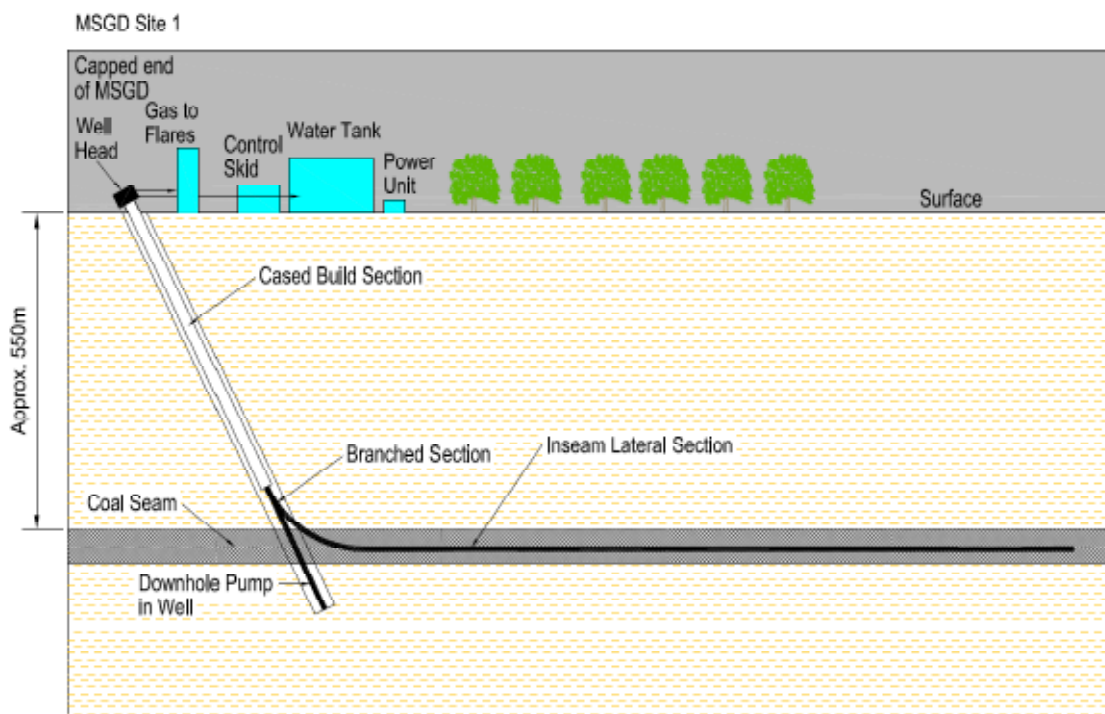 MSGD Site 1
Capped end
of MSGD
Gas to
Flares
Well
Head
Control
Skid
Water Tank
Power
Unit
Surface
Cased Build Section
Approx. 550m
Branched Section
Inseam Lateral Section
Coal Seam
Downhole Pump
in Well